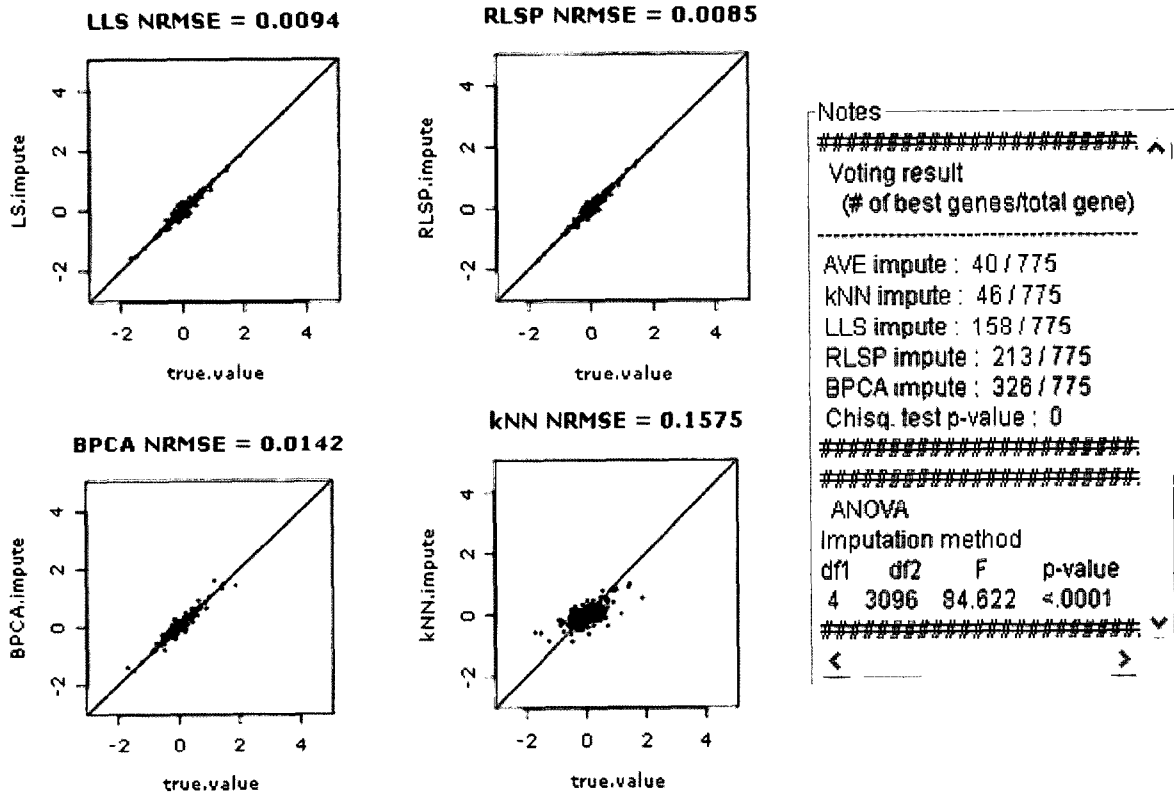 LLS NRMSE = 0.0094
LS.impute
4
2
0
-2
-2 0 2 4
true.value
RLSP NRMSE = 0.0085
RLSP.impute
4
2
0
-2
-2 0 2 4
true.value
BPCA NRMSE = 0.0142
BPCA.impute
4
2
0
-2
-2 0 2 4
true.value
kNN NRMSE = 0.1575
kNN.impute
4
2
0
-2
-2 0 2 4
true.value
Notes
##########################.
Voting result
(# of best genes/total gene)
----------------------------------
AVE impute : 40 / 775
kNN impute : 46 / 775
LLS impute : 158 / 775
RLSP impute : 213 / 775
BPCA impute : 326 / 775
Chisq. test p-value : 0
##########################.
##########################.
ANOVA
Imputation method
df1 df2 F p-value
4 3096 84.622 <.0001
##########################.